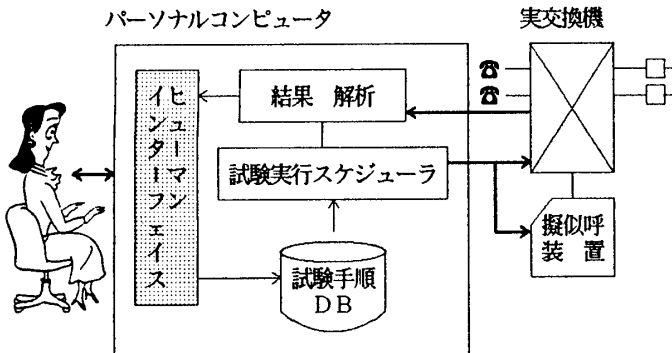 パーソナルコンピュータ
実交換機
ヒューマン
インターフェイス
結果 解析
試験実行スケジューラ
試験手順
DB
擬似呼
装置